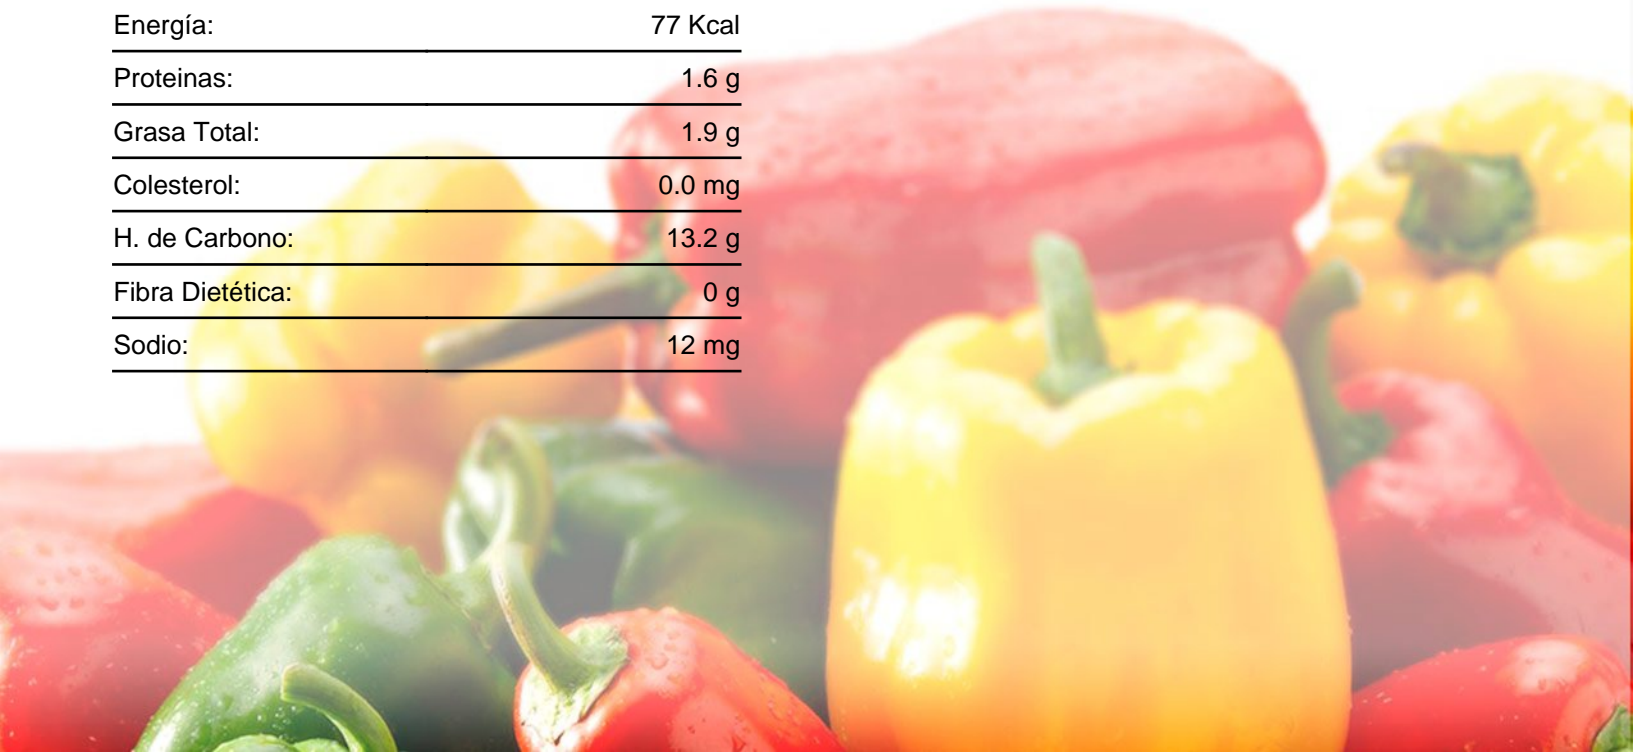 Energía: 77 Kcal
Proteinas: 1.6 g
Grasa Total: 1.9 g
Colesterol: 0.0 mg
H. de Carbono: 13.2 g
Fibra Dietética: 0 g
Sodio: 12 mg